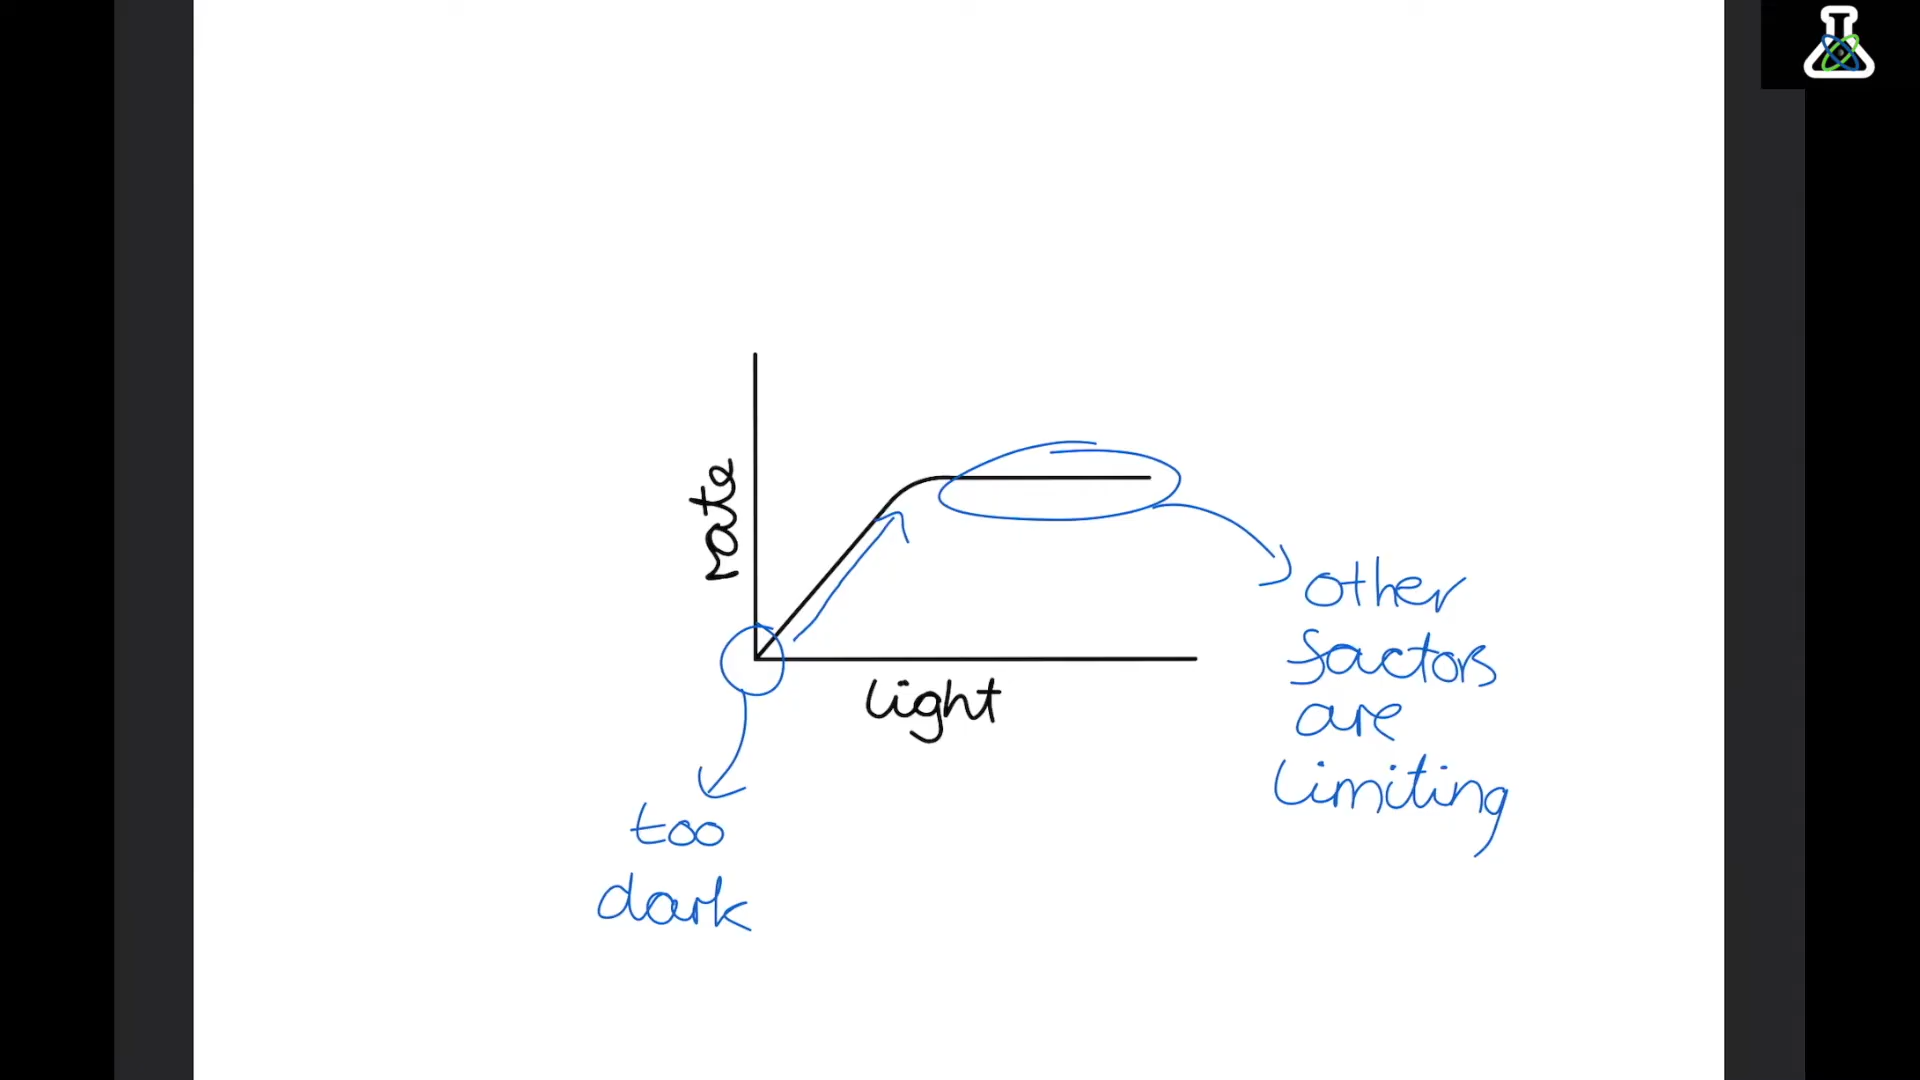 rate
light
too
dark
other
factors
are
limiting